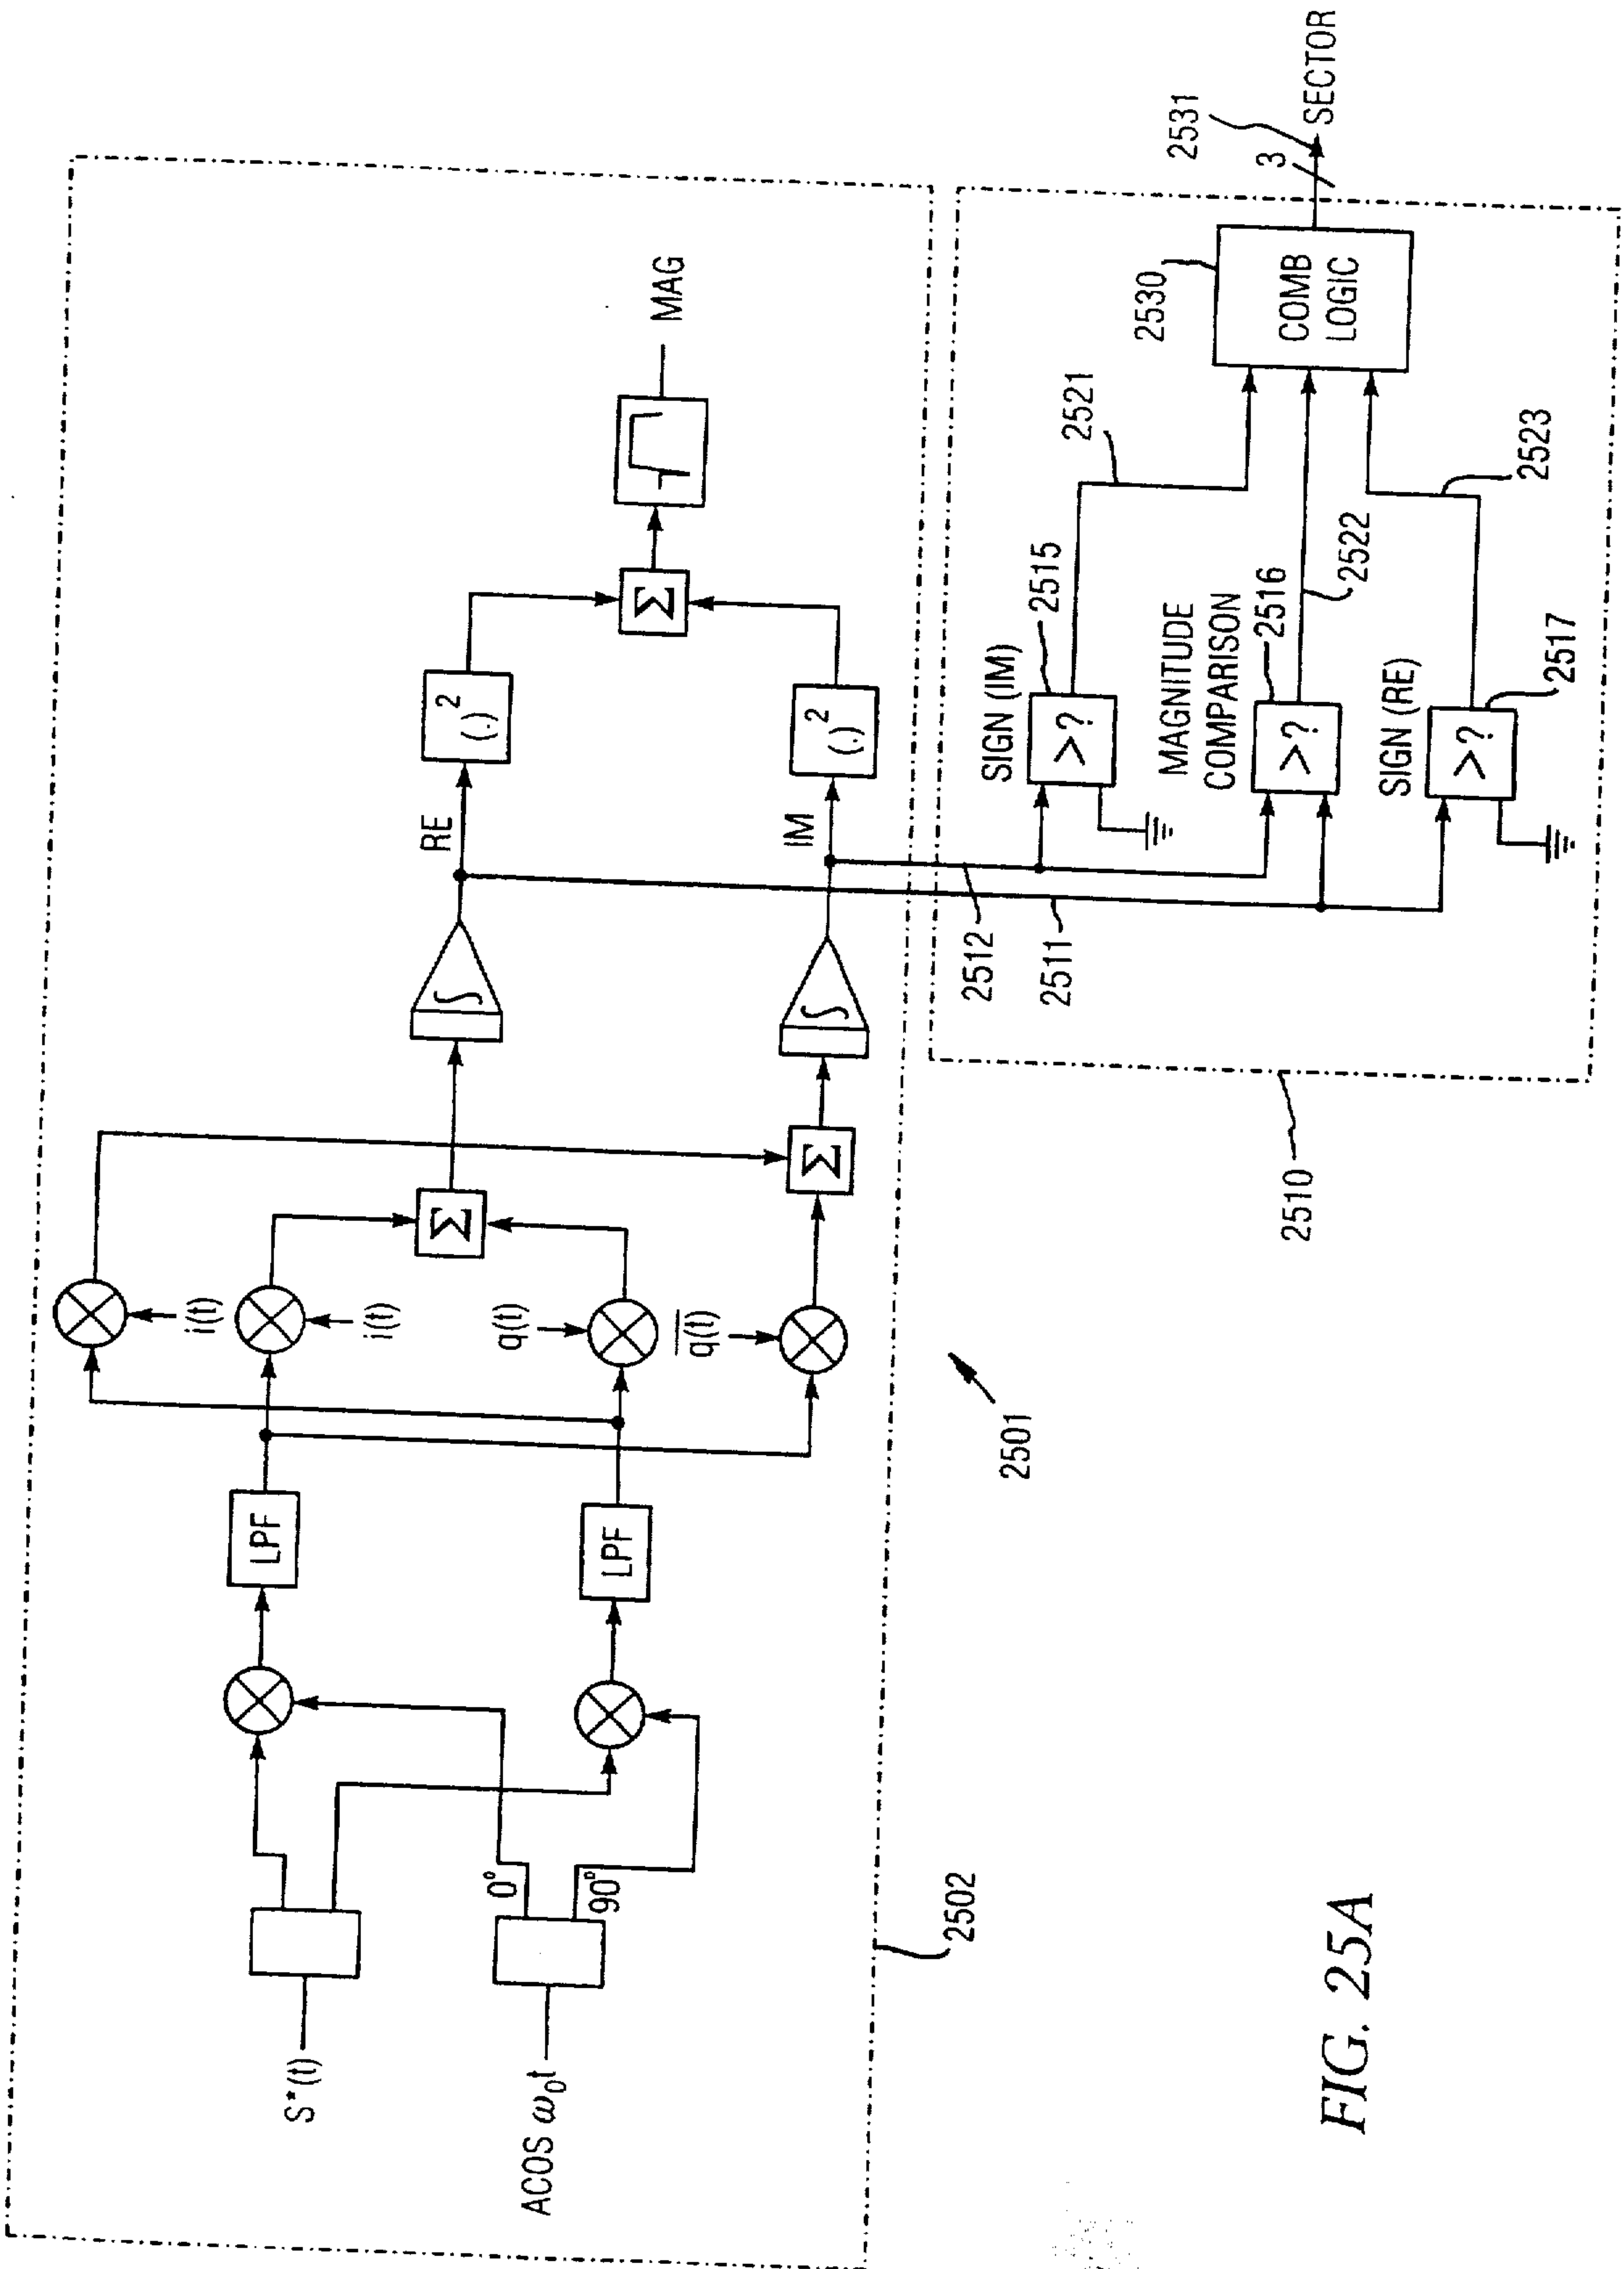 S*(t)
ACOS ω₀t
0°
90°
LPF
LPF
i(t)
i(t)
q(t)
q(t)
Σ
Σ
∫
∫
RE
IM
(.)²
(.)²
Σ
MAG
2502
2501
2510
2512
2511
SIGN (IM)
2515
>?
MAGNITUDE
COMPARISON
2516
>?
SIGN (RE)
2517
>?
2521
2522
2523
2530
COMB
LOGIC
2531
3
SECTOR
FIG. 25A